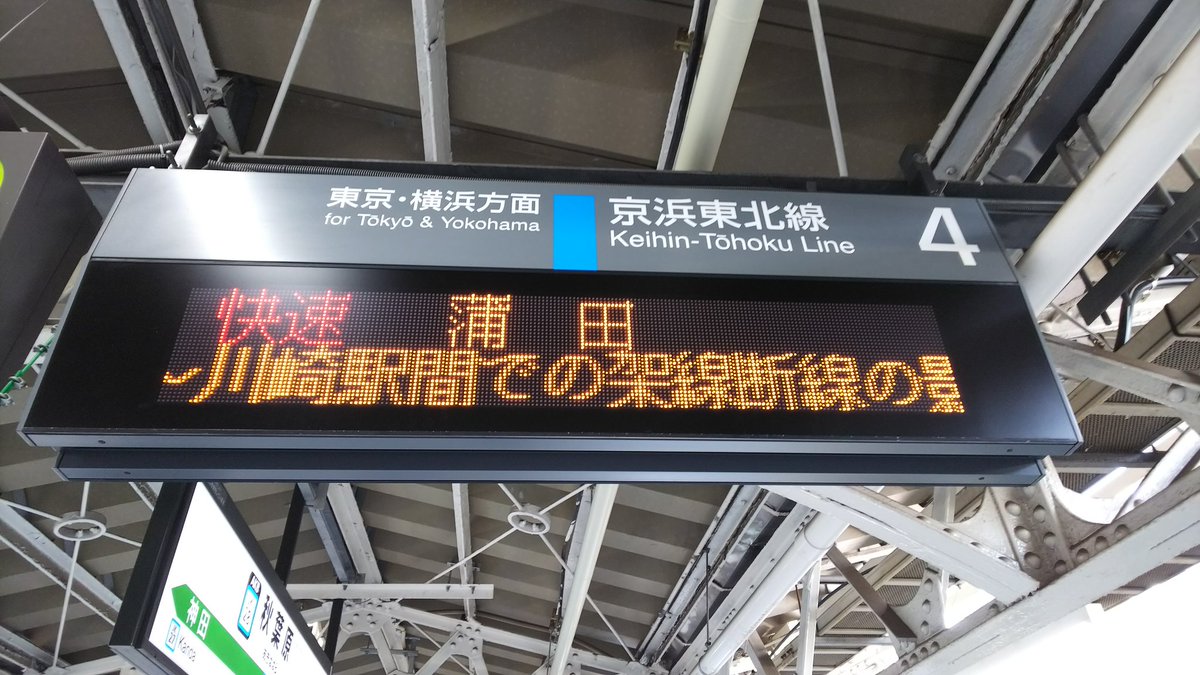 東京・横浜方面
for Tōkyō & Yokohama
京浜東北線
Keihin-Tōhoku Line
4
快速 蒲田
～川崎駅間での架線断線の影
秋葉原
神田
Kanda